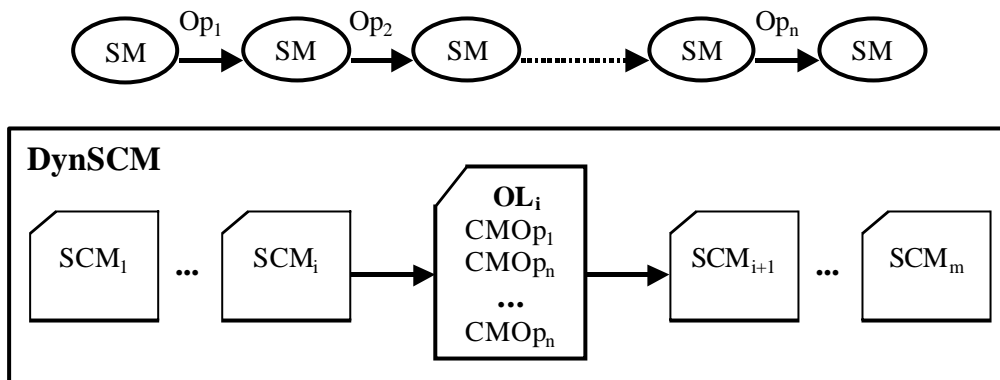 Op₁ Op₂ Opₙ
SM SM SM SM SM
DynSCM
OLᵢ
CMOp₁
CMOpₙ
...
CMOpₙ
SCM₁ ... SCMᵢ SCMᵢ₊₁ ... SCMₘ